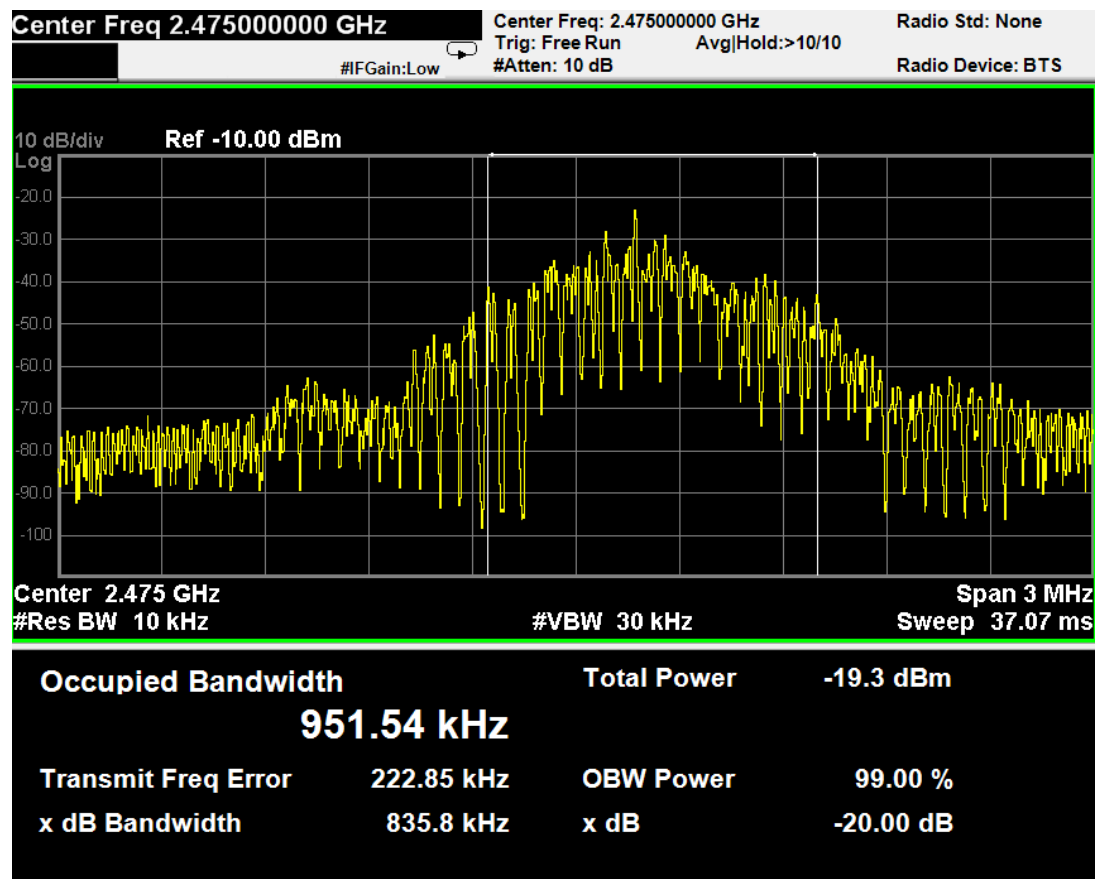 Center Freq 2.475000000 GHz
Center Freq: 2.475000000 GHz
Radio Std: None
Trig: Free Run
Avg|Hold:>10/10
#IFGain:Low
#Atten: 10 dB
Radio Device: BTS
10 dB/div
Ref -10.00 dBm
Log
-20.0
-30.0
-40.0
-50.0
-60.0
-70.0
-80.0
-90.0
-100
Center 2.475 GHz
Span 3 MHz
#Res BW 10 kHz
#VBW 30 kHz
Sweep 37.07 ms
Occupied Bandwidth
Total Power
-19.3 dBm
951.54 kHz
Transmit Freq Error
222.85 kHz
OBW Power
99.00 %
x dB Bandwidth
835.8 kHz
x dB
-20.00 dB